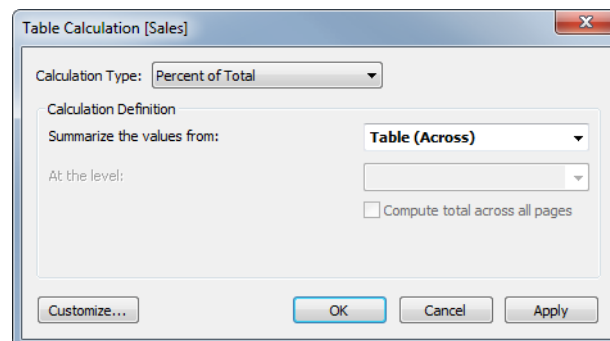 Table Calculation [Sales]
Calculation Type: Percent of Total
Calculation Definition
Summarize the values from: Table (Across)
At the level:
Compute total across all pages
Customize... OK Cancel Apply